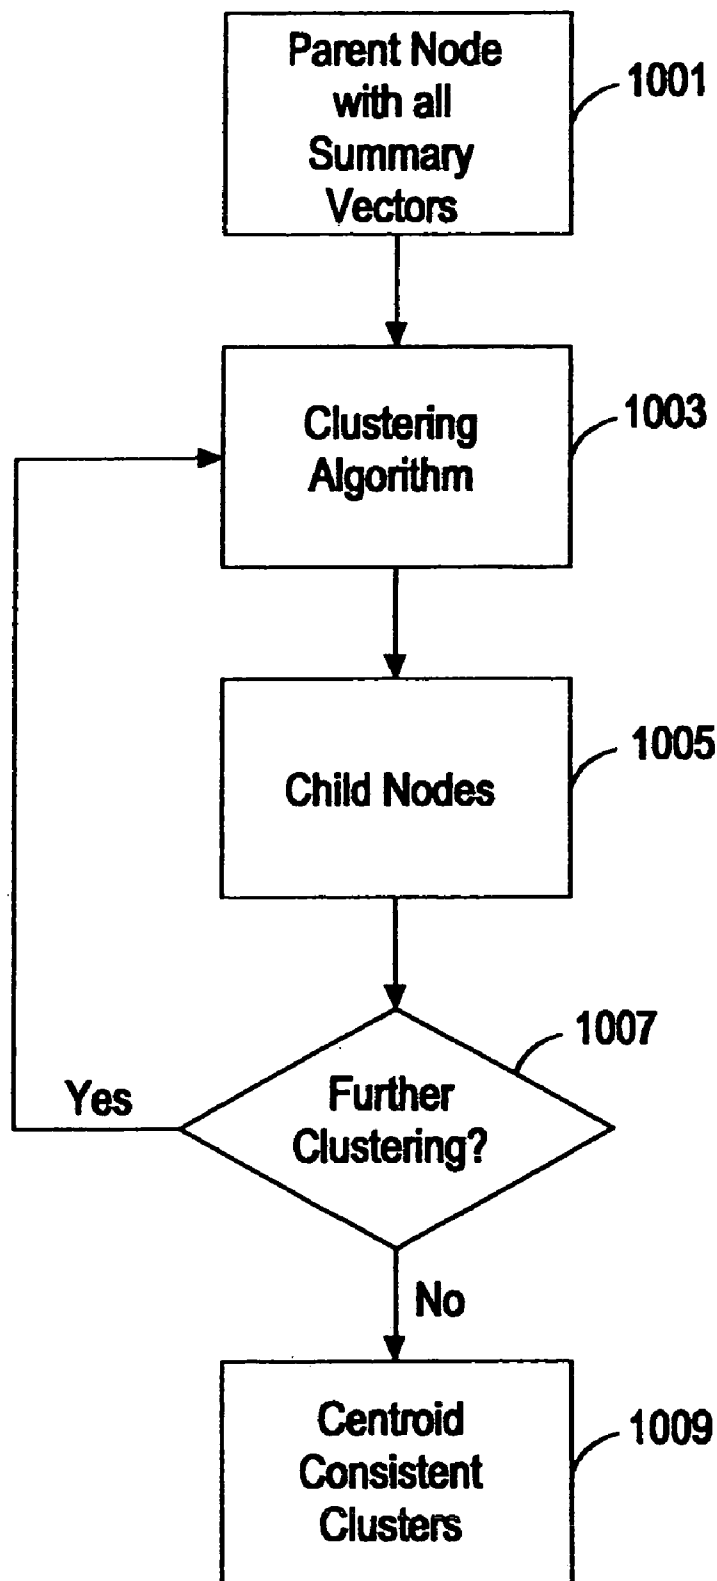 Parent Node
with all
Summary
Vectors
1001
Clustering
Algorithm
1003
Child Nodes
1005
Further
Clustering?
1007
Yes
No
Centroid
Consistent
Clusters
1009